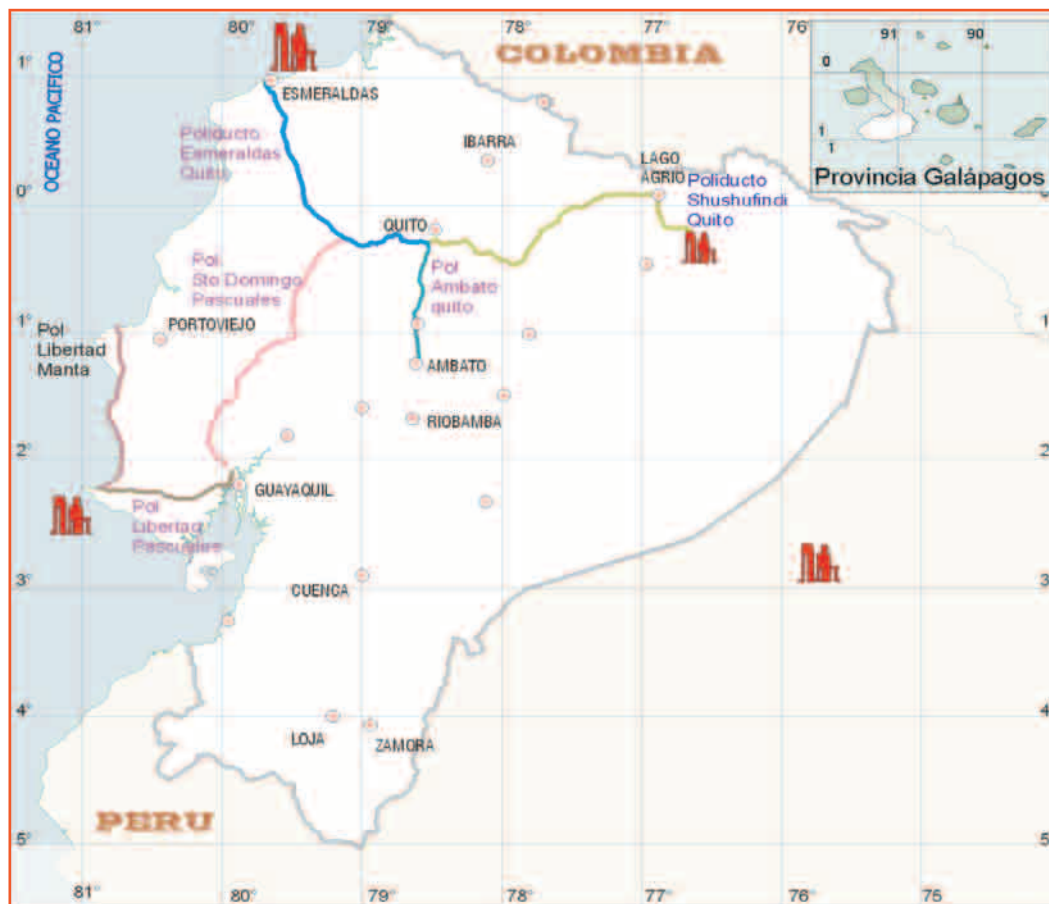 81°
80°
79°
78°
77
76
91
90
1°
0
1
1
Provincia Galápagos
COLOMBIA
OCEANO PACIFICO
ESMERALDAS
Poliducto
Esmeraldas
Quito
IBARRA
LAGO
AGRIO
Poliducto
Shushufindi
Quito
0°
0
QUITO
Pol.
Sto Domingo
Pascuales
Pol
Ambato
quito
1°
1
PORTOVIEJO
Pol
Libertad
Manta
AMBATO
RIOBAMBA
2°
2
GUAYAQUIL
Pol
Libertad
Pascuales
3°
3
CUENCA
4°
4
LOJA
ZAMORA
PERU
5°
5
81°
80°
79°
78°
77°
76°
75